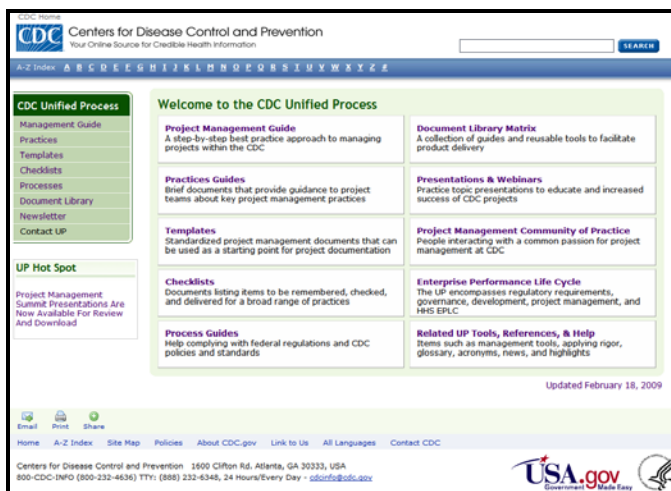 CDC Home
CDC
Centers for Disease Control and Prevention
Your Online Source for Credible Health Information
SEARCH
A-Z Index A B C D E F G H I J K L M N O P Q R S T U V W X Y Z #
CDC Unified Process
Management Guide
Practices
Templates
Checklists
Processes
Document Library
Newsletter
Contact UP
UP Hot Spot
Project Management
Summit Presentations Are
Now Available For Review
And Download
Welcome to the CDC Unified Process
Project Management Guide
A step-by-step best practice approach to managing
projects within the CDC
Document Library Matrix
A collection of guides and reusable tools to facilitate
product delivery
Practices Guides
Brief documents that provide guidance to project
teams about key project management practices
Presentations & Webinars
Practice topic presentations to educate and increased
success of CDC projects
Templates
Standardized project management documents that can
be used as a starting point for project documentation
Project Management Community of Practice
People interacting with a common passion for project
management at CDC
Checklists
Documents listing items to be remembered, checked,
and delivered for a broad range of practices
Enterprise Performance Life Cycle
The UP encompasses regulatory requirements,
governance, development, project management, and
HHS EPLC
Process Guides
Help complying with federal regulations and CDC
policies and standards
Related UP Tools, References, & Help
Items such as management tools, applying rigor,
glossary, acronyms, news, and highlights
Updated February 18, 2009
Email Print Share
Home A-Z Index Site Map Policies About CDC.gov Link to Us All Languages Contact CDC
Centers for Disease Control and Prevention 1600 Clifton Rd. Atlanta, GA 30333, USA
800-CDC-INFO (800-232-4636) TTY: (888) 232-6348, 24 Hours/Every Day - cdcinfo@cdc.gov
USA.gov
Government Made Easy